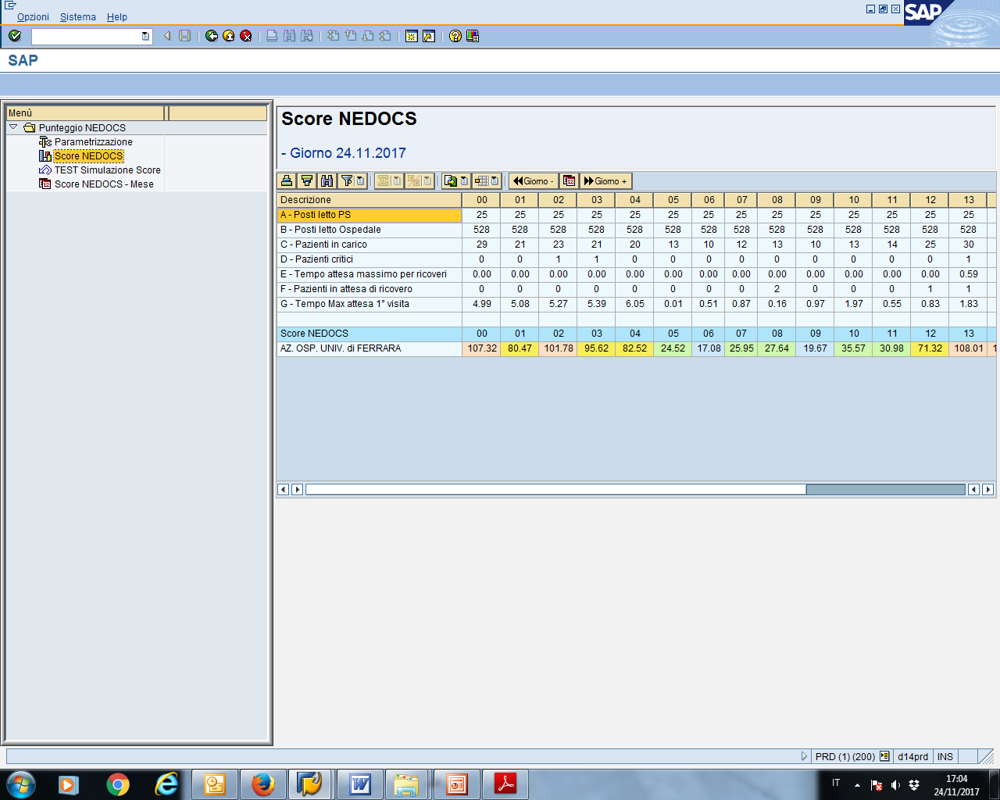 Opzioni Sistema Help
SAP
SAP
Menù
Punteggio NEDOCS
Parametrizzazione
Score NEDOCS
TEST Simulazione Score
12 Score NEDOCS - Mese
Score NEDOCS
- Giorno 24.11.2017
12 Giorno - Giorno +
Descrizione 00 01 02 03 04 05 06 07 08 09 10 11 12 13
A - Posti letto PS 25 25 25 25 25 25 25 25 25 25 25 25 25 25
B - Posti letto Ospedale 528 528 528 528 528 528 528 528 528 528 528 528 528 528
C - Pazienti in carico 29 21 23 21 20 13 10 12 13 10 13 14 25 30
D - Pazienti critici 0 0 1 1 0 0 0 0 0 0 0 0 0 1
E - Tempo attesa massimo per ricoveri 0.00 0.00 0.00 0.00 0.00 0.00 0.00 0.00 0.00 0.00 0.00 0.00 0.00 0.59
F - Pazienti in attesa di ricovero 0 0 0 0 0 0 0 0 2 0 0 0 1 1
G - Tempo Max attesa 1° visita 4.99 5.08 5.27 5.39 6.05 0.01 0.51 0.87 0.16 0.97 1.97 0.55 0.83 1.83
Score NEDOCS 00 01 02 03 04 05 06 07 08 09 10 11 12 13
AZ. OSP. UNIV. di FERRARA 107.32 80.47 101.78 95.62 82.52 24.52 17.08 25.95 27.64 19.67 35.57 30.98 71.32 108.01 1
PRD (1) (200) d14prd INS
IT 17:04
24/11/2017